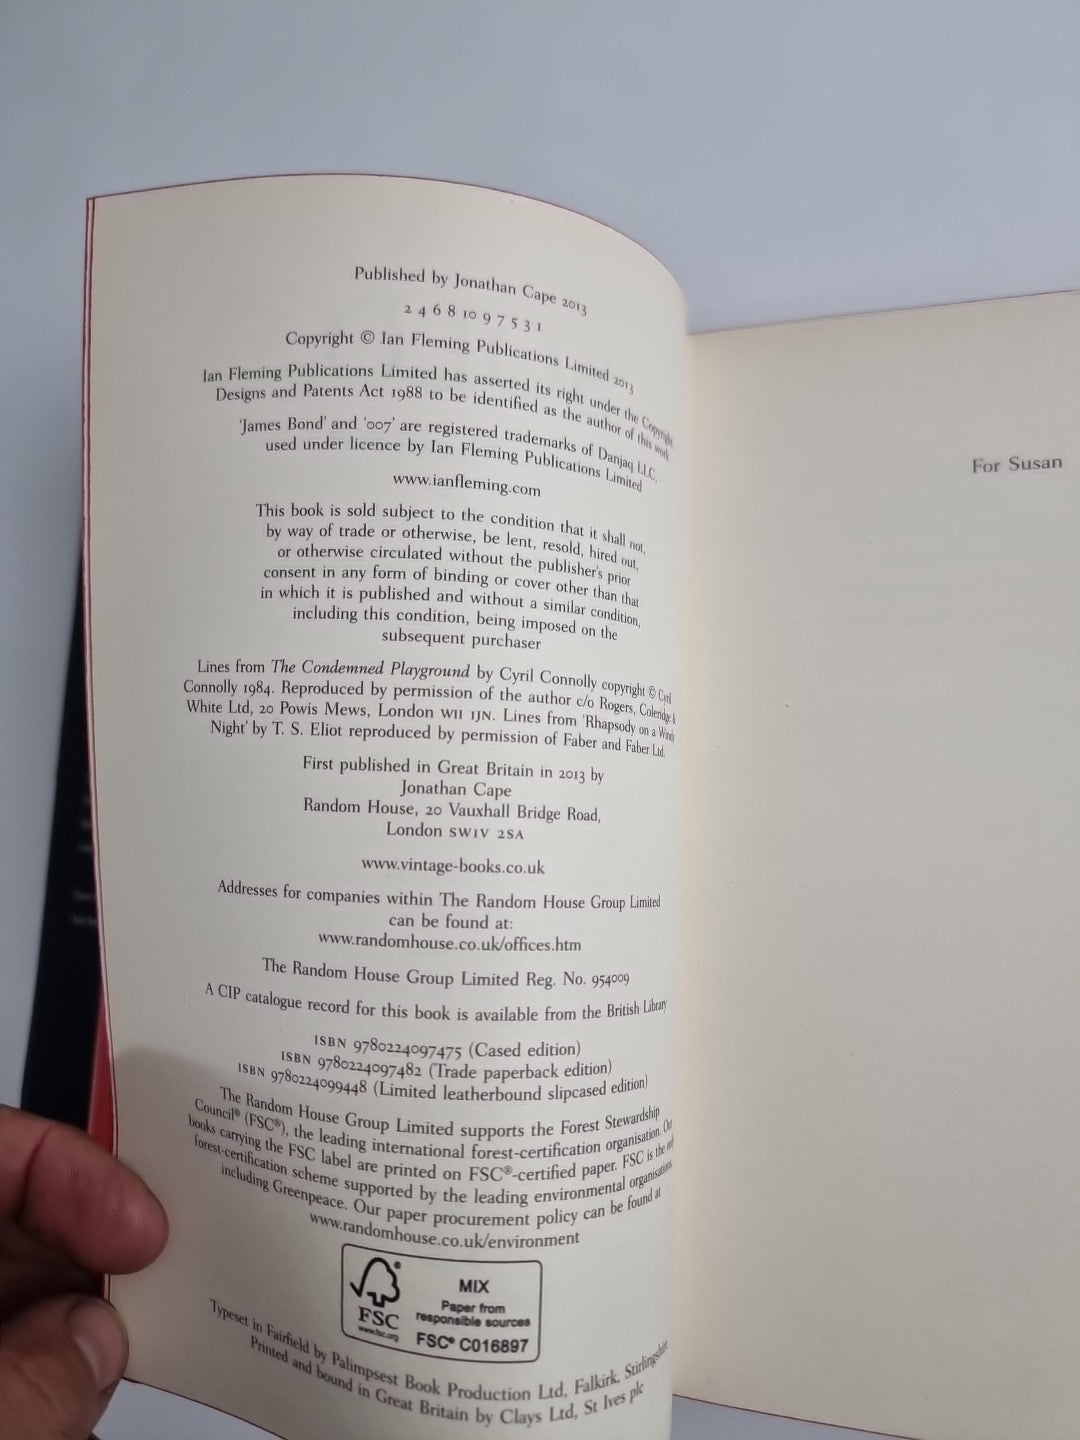 Published by Jonathan Cape 2013
2 4 6 8 10 9 7 5 3 1
Copyright © Ian Fleming Publications Limited 2013
Ian Fleming Publications Limited has asserted its right under the Copyright,
Designs and Patents Act 1988 to be identified as the author of this work
'James Bond' and '007' are registered trademarks of Danjaq LLC,
used under licence by Ian Fleming Publications Limited
www.ianfleming.com
This book is sold subject to the condition that it shall not,
by way of trade or otherwise, be lent, resold, hired out,
or otherwise circulated without the publisher's prior
consent in any form of binding or cover other than that
in which it is published and without a similar condition,
including this condition, being imposed on the
subsequent purchaser
Lines from The Condemned Playground by Cyril Connolly copyright © Cyril
Connolly 1984. Reproduced by permission of the author c/o Rogers, Coleridge &
White Ltd, 20 Powis Mews, London W11 1JN. Lines from 'Rhapsody on a Windy
Night' by T. S. Eliot reproduced by permission of Faber and Faber Ltd.
First published in Great Britain in 2013 by
Jonathan Cape
Random House, 20 Vauxhall Bridge Road,
London SW1V 2SA
www.vintage-books.co.uk
Addresses for companies within The Random House Group Limited
can be found at:
www.randomhouse.co.uk/offices.htm
The Random House Group Limited Reg. No. 954009
A CIP catalogue record for this book is available from the British Library
ISBN 9780224097475 (Cased edition)
ISBN 9780224097482 (Trade paperback edition)
ISBN 9780224099448 (Limited leatherbound slipcased edition)
The Random House Group Limited supports the Forest Stewardship
Council® (FSC®), the leading international forest-certification organisation. Our
books carrying the FSC label are printed on FSC®-certified paper. FSC is the only
forest-certification scheme supported by the leading environmental organisations,
including Greenpeace. Our paper procurement policy can be found at
www.randomhouse.co.uk/environment
FSC
www.fsc.org
MIX
Paper from
responsible sources
FSC® C016897
Typeset in Fairfield by Palimpsest Book Production Ltd, Falkirk, Stirlingshire
Printed and bound in Great Britain by Clays Ltd, St Ives plc
For Susan